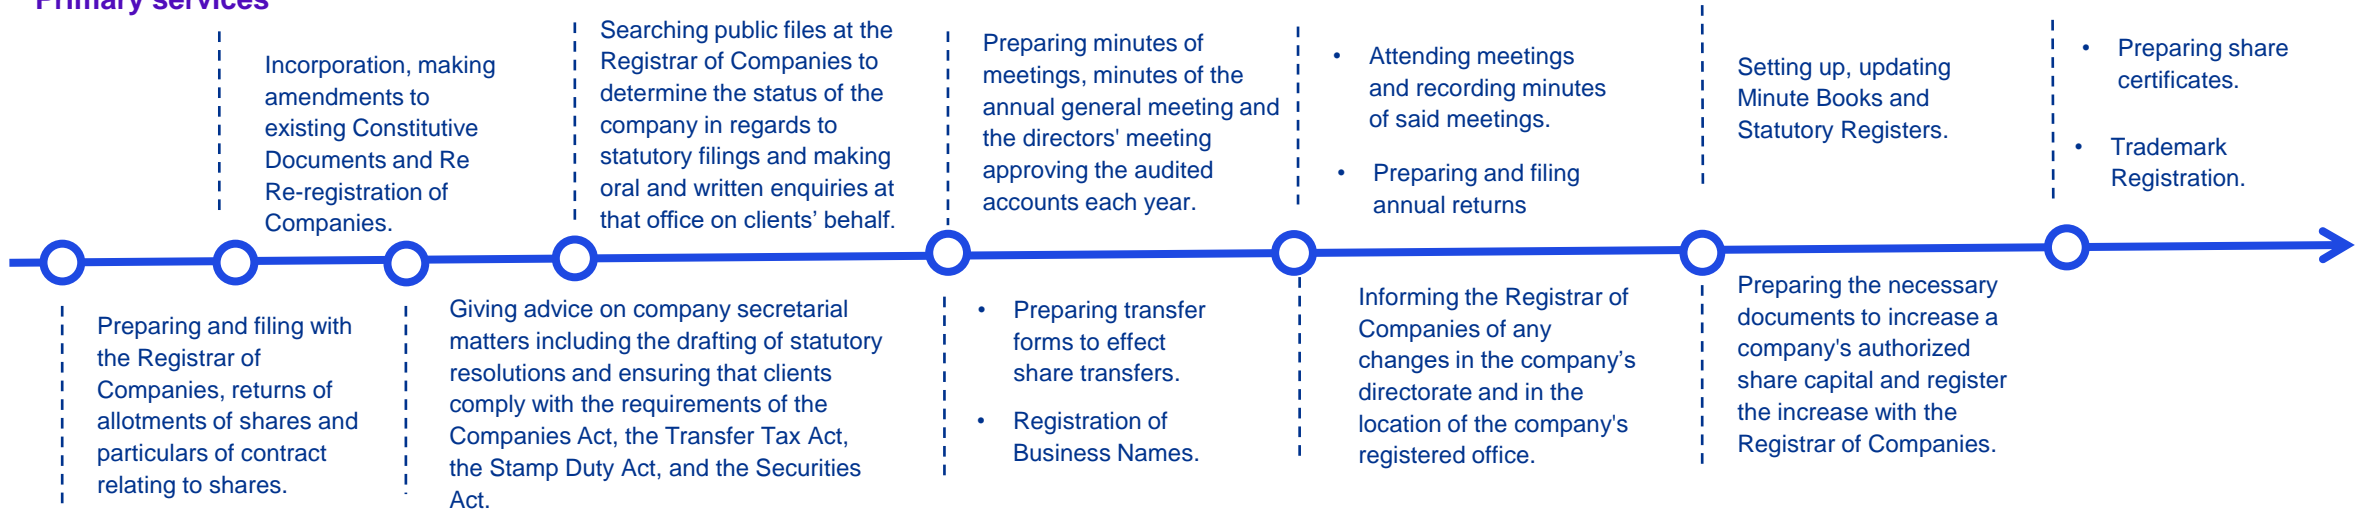 Primary services
Incorporation, making
amendments to
existing Constitutive
Documents and Re
Re-registration of
Companies.
Searching public files at the
Registrar of Companies to
determine the status of the
company in regards to
statutory filings and making
oral and written enquiries at
that office on clients’ behalf.
Preparing minutes of
meetings, minutes of the
annual general meeting and
the directors' meeting
approving the audited
accounts each year.
• Attending meetings
and recording minutes
of said meetings.
• Preparing and filing
annual returns
Setting up, updating
Minute Books and
Statutory Registers.
• Preparing share
certificates.
• Trademark
Registration.
Preparing and filing with
the Registrar of
Companies, returns of
allotments of shares and
particulars of contract
relating to shares.
Giving advice on company secretarial
matters including the drafting of statutory
resolutions and ensuring that clients
comply with the requirements of the
Companies Act, the Transfer Tax Act,
the Stamp Duty Act, and the Securities
Act.
• Preparing transfer
forms to effect
share transfers.
• Registration of
Business Names.
Informing the Registrar of
Companies of any
changes in the company’s
directorate and in the
location of the company's
registered office.
Preparing the necessary
documents to increase a
company's authorized
share capital and register
the increase with the
Registrar of Companies.